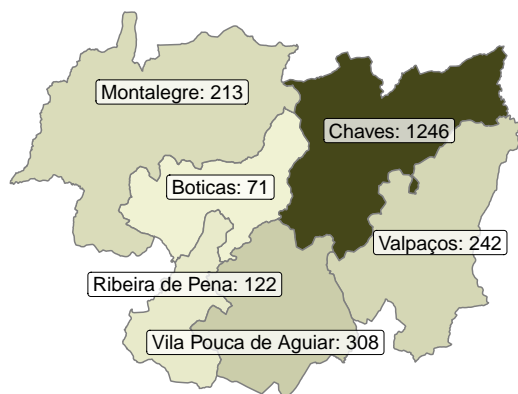 Montalegre: 213
Chaves: 1246
Boticas: 71
Valpaços: 242
Ribeira de Pena: 122
Vila Pouca de Aguiar: 308